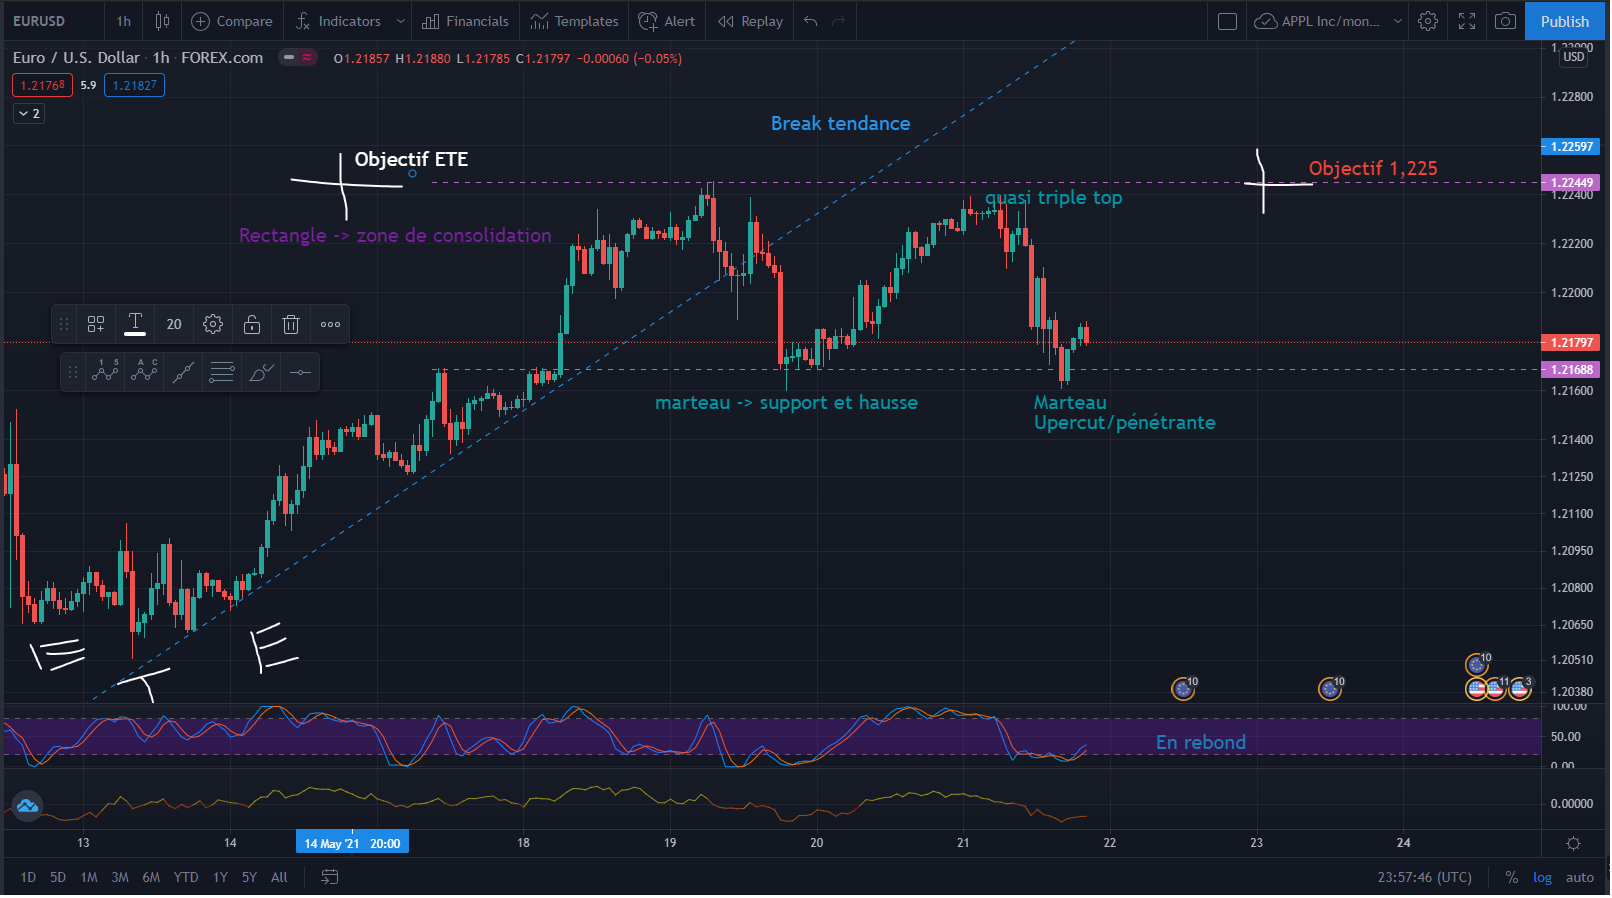 EURUSD 1h Compare Indicators Financials Templates Alert Replay APPL Inc/mon... Publish
Euro / U.S. Dollar · 1h · FOREX.com O1.21857 H1.21880 L1.21785 C1.21797 −0.00060 (−0.05%)
1.21768 5.9 1.21827
2
USD
1.22800
Break tendance
1.22597
Objectif ETE
Objectif 1,225
1.22449
1.22400
quasi triple top
Rectangle -> zone de consolidation
1.22200
1.22000
20
1.21797
1 5 A C
1.21688
1.21600
marteau -> support et hausse
Marteau
Upercut/pénétrante
1.21400
1.21250
1.21100
1.20950
1.20800
1.20650
E
T
E
1.20510
10
10 10 11 3
1.20380
100.00
En rebond
50.00
0.00
0.00000
13 14 14 May '21 20:00 18 19 20 21 22 23 24
1D 5D 1M 3M 6M YTD 1Y 5Y All 23:57:46 (UTC) % log auto